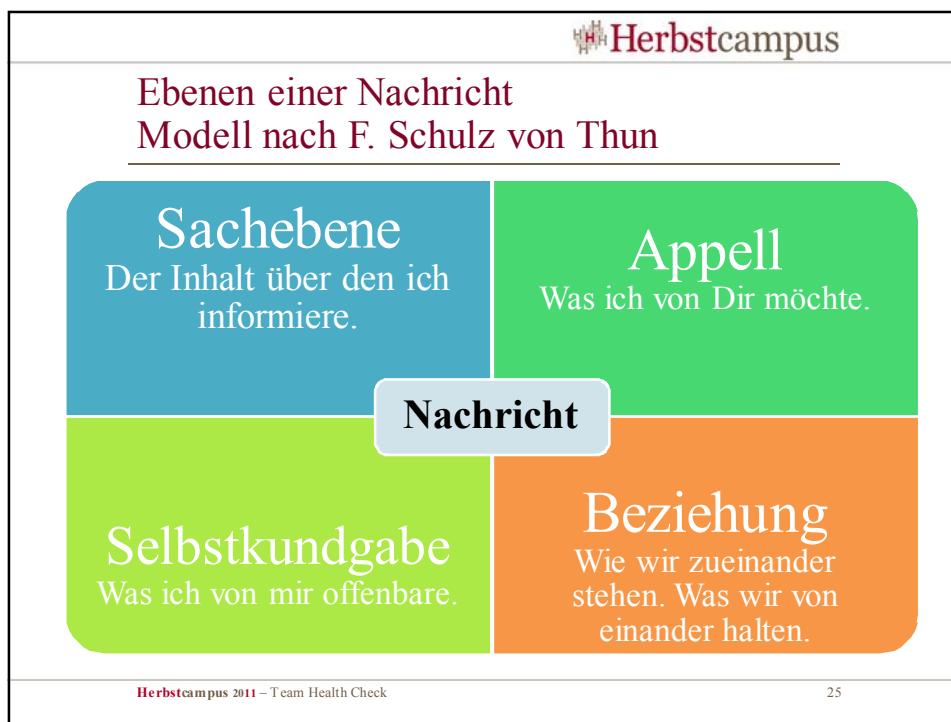 Herbstcampus
Ebenen einer Nachricht
Modell nach F. Schulz von Thun
Sachebene
Der Inhalt über den ich
informiere.
Appell
Was ich von Dir möchte.
Nachricht
Selbstkundgabe
Was ich von mir offenbare.
Beziehung
Wie wir zueinander
stehen. Was wir von
einander halten.
Herbstcampus 2011 – Team Health Check
25